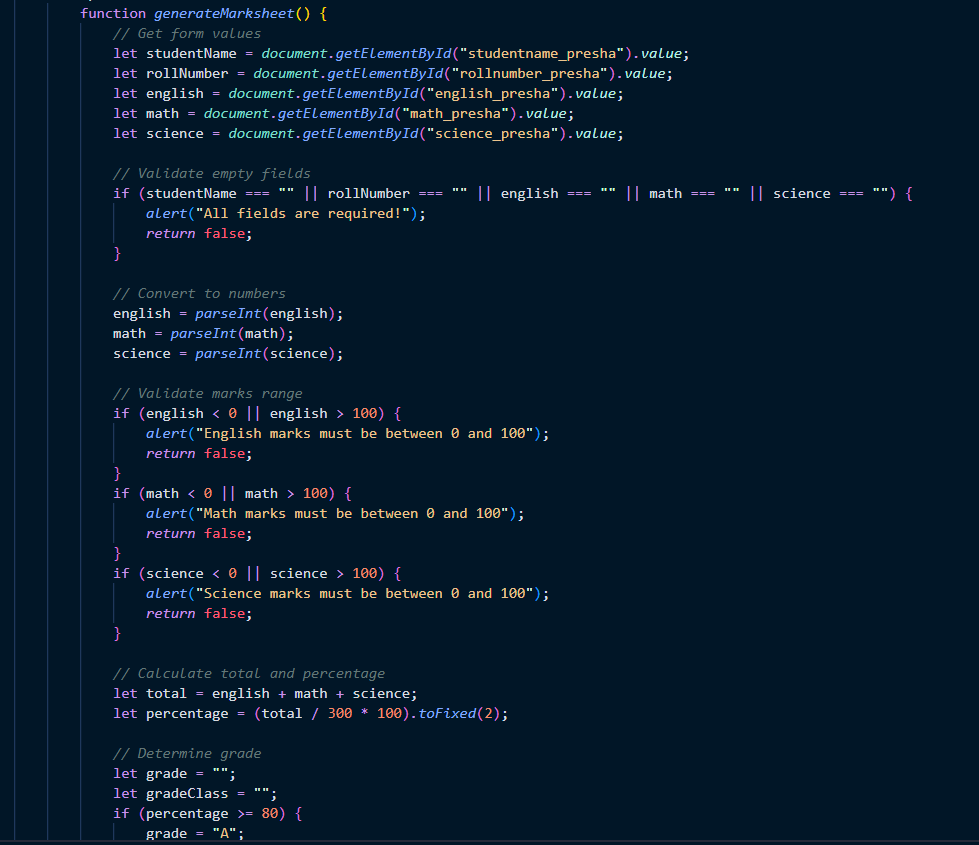 function generateMarksheet() {
// Get form values
let studentName = document.getElementById("studentname_presha").value;
let rollNumber = document.getElementById("rollnumber_presha").value;
let english = document.getElementById("english_presha").value;
let math = document.getElementById("math_presha").value;
let science = document.getElementById("science_presha").value;
// Validate empty fields
if (studentName === "" || rollNumber === "" || english === "" || math === "" || science === "") {
alert("All fields are required!");
return false;
}
// Convert to numbers
english = parseInt(english);
math = parseInt(math);
science = parseInt(science);
// Validate marks range
if (english < 0 || english > 100) {
alert("English marks must be between 0 and 100");
return false;
}
if (math < 0 || math > 100) {
alert("Math marks must be between 0 and 100");
return false;
}
if (science < 0 || science > 100) {
alert("Science marks must be between 0 and 100");
return false;
}
// Calculate total and percentage
let total = english + math + science;
let percentage = (total / 300 * 100).toFixed(2);
// Determine grade
let grade = "";
let gradeClass = "";
if (percentage >= 80) {
grade = "A";